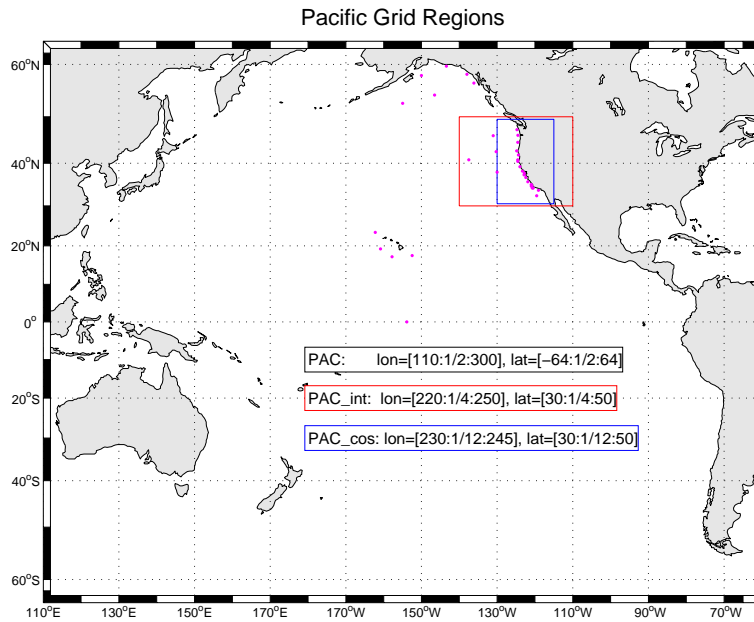 Pacific Grid Regions
60°N
40°N
20°N
0°
20°S
40°S
60°S
PAC: lon=[110:1/2:300], lat=[−64:1/2:64]
PAC_int: lon=[220:1/4:250], lat=[30:1/4:50]
PAC_cos: lon=[230:1/12:245], lat=[30:1/12:50]
110°E 130°E 150°E 170°E 170°W 150°W 130°W 110°W 90°W 70°W